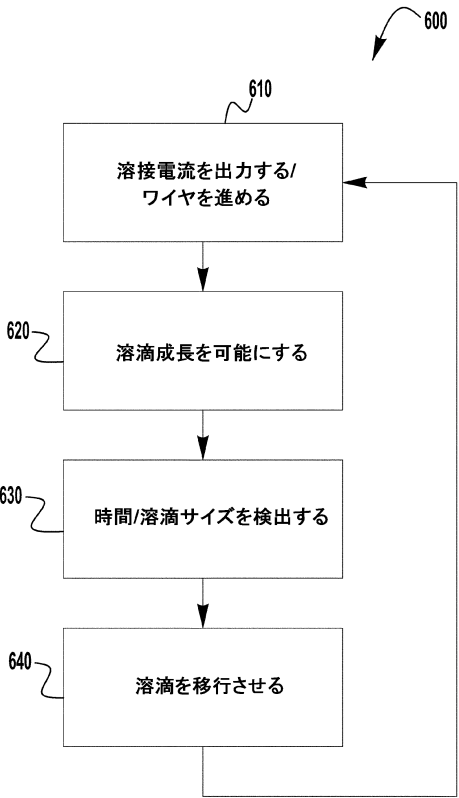 600
610
溶接電流を出力する/
ワイヤを進める
620
溶滴成長を可能にする
630
時間/溶滴サイズを検出する
640
溶滴を移行させる